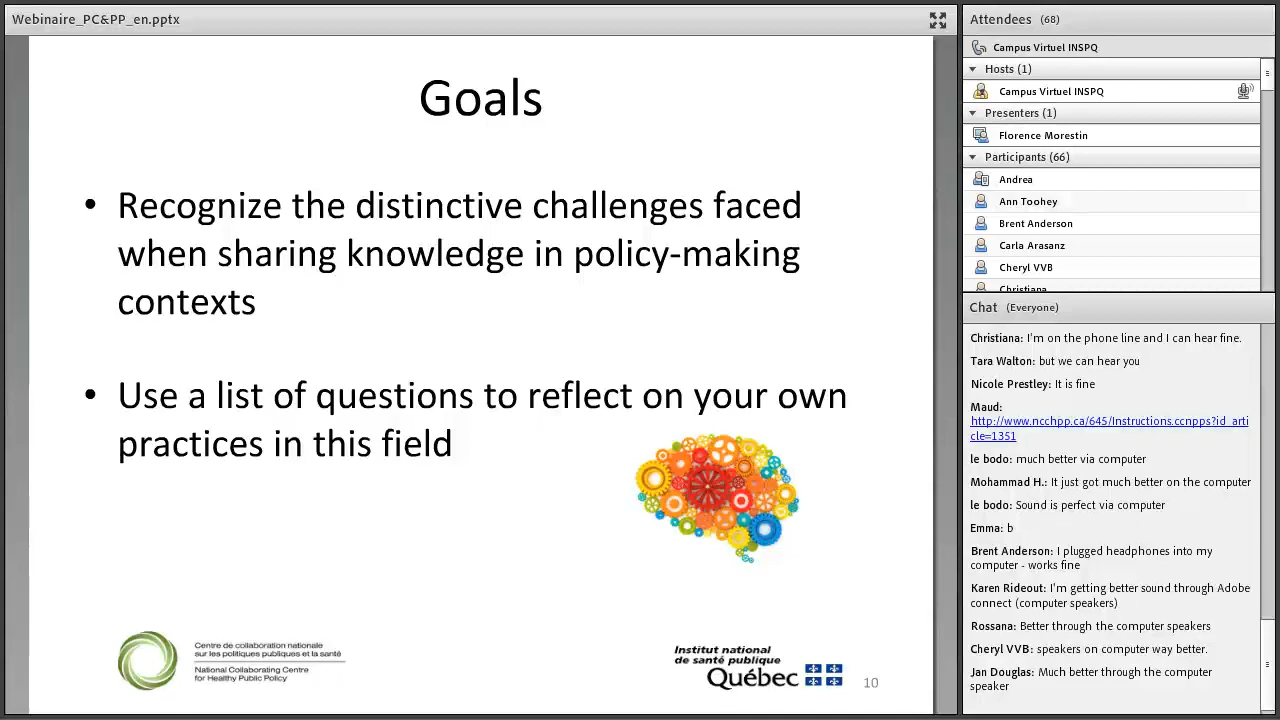 Webinaire_PC&PP_en.pptx
Goals
• Recognize the distinctive challenges faced
when sharing knowledge in policy-making
contexts
• Use a list of questions to reflect on your own
practices in this field
Centre de collaboration nationale
sur les politiques publiques et la santé
National Collaborating Centre
for Healthy Public Policy
Institut national
de santé publique
Québec
10
Attendees (68)
Campus Virtuel INSPQ
Hosts (1)
Campus Virtuel INSPQ
Presenters (1)
Florence Morestin
Participants (66)
Andrea
Ann Toohey
Brent Anderson
Carla Arasanz
Cheryl VVB
Christiana
Chat (Everyone)
Christiana: I'm on the phone line and I can hear fine.
Tara Walton: but we can hear you
Nicole Prestley: It is fine
Maud:
http://www.ncchpp.ca/645/Instructions.ccnpps?id_arti
cle=1351
le bodo: much better via computer
Mohammad H.: It just got much better on the computer
le bodo: Sound is perfect via computer
Emma: b
Brent Anderson: I plugged headphones into my
computer - works fine
Karen Rideout: I'm getting better sound through Adobe
connect (computer speakers)
Rossana: Better through the computer speakers
Cheryl VVB: speakers on computer way better.
Jan Douglas: Much better through the computer
speaker